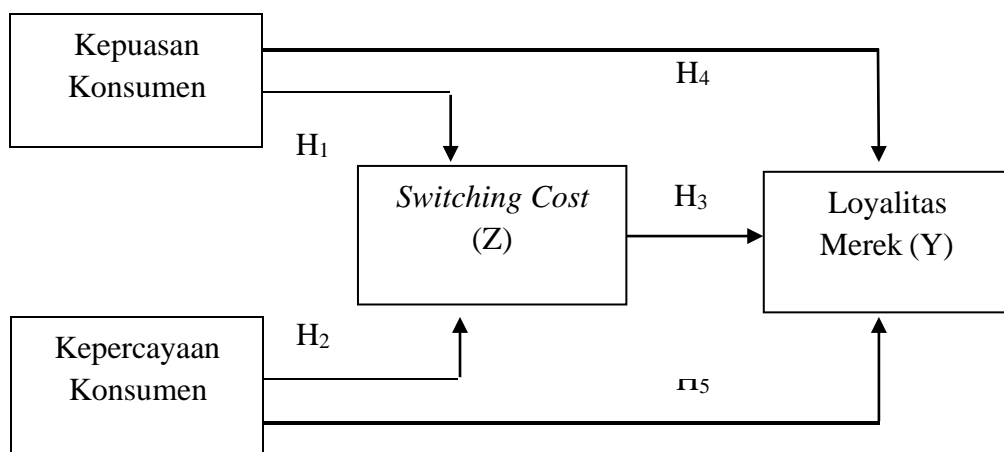 Kepuasan
Konsumen
H4
H1
Switching Cost
(Z)
H3
Loyalitas
Merek (Y)
H2
Kepercayaan
Konsumen
H5